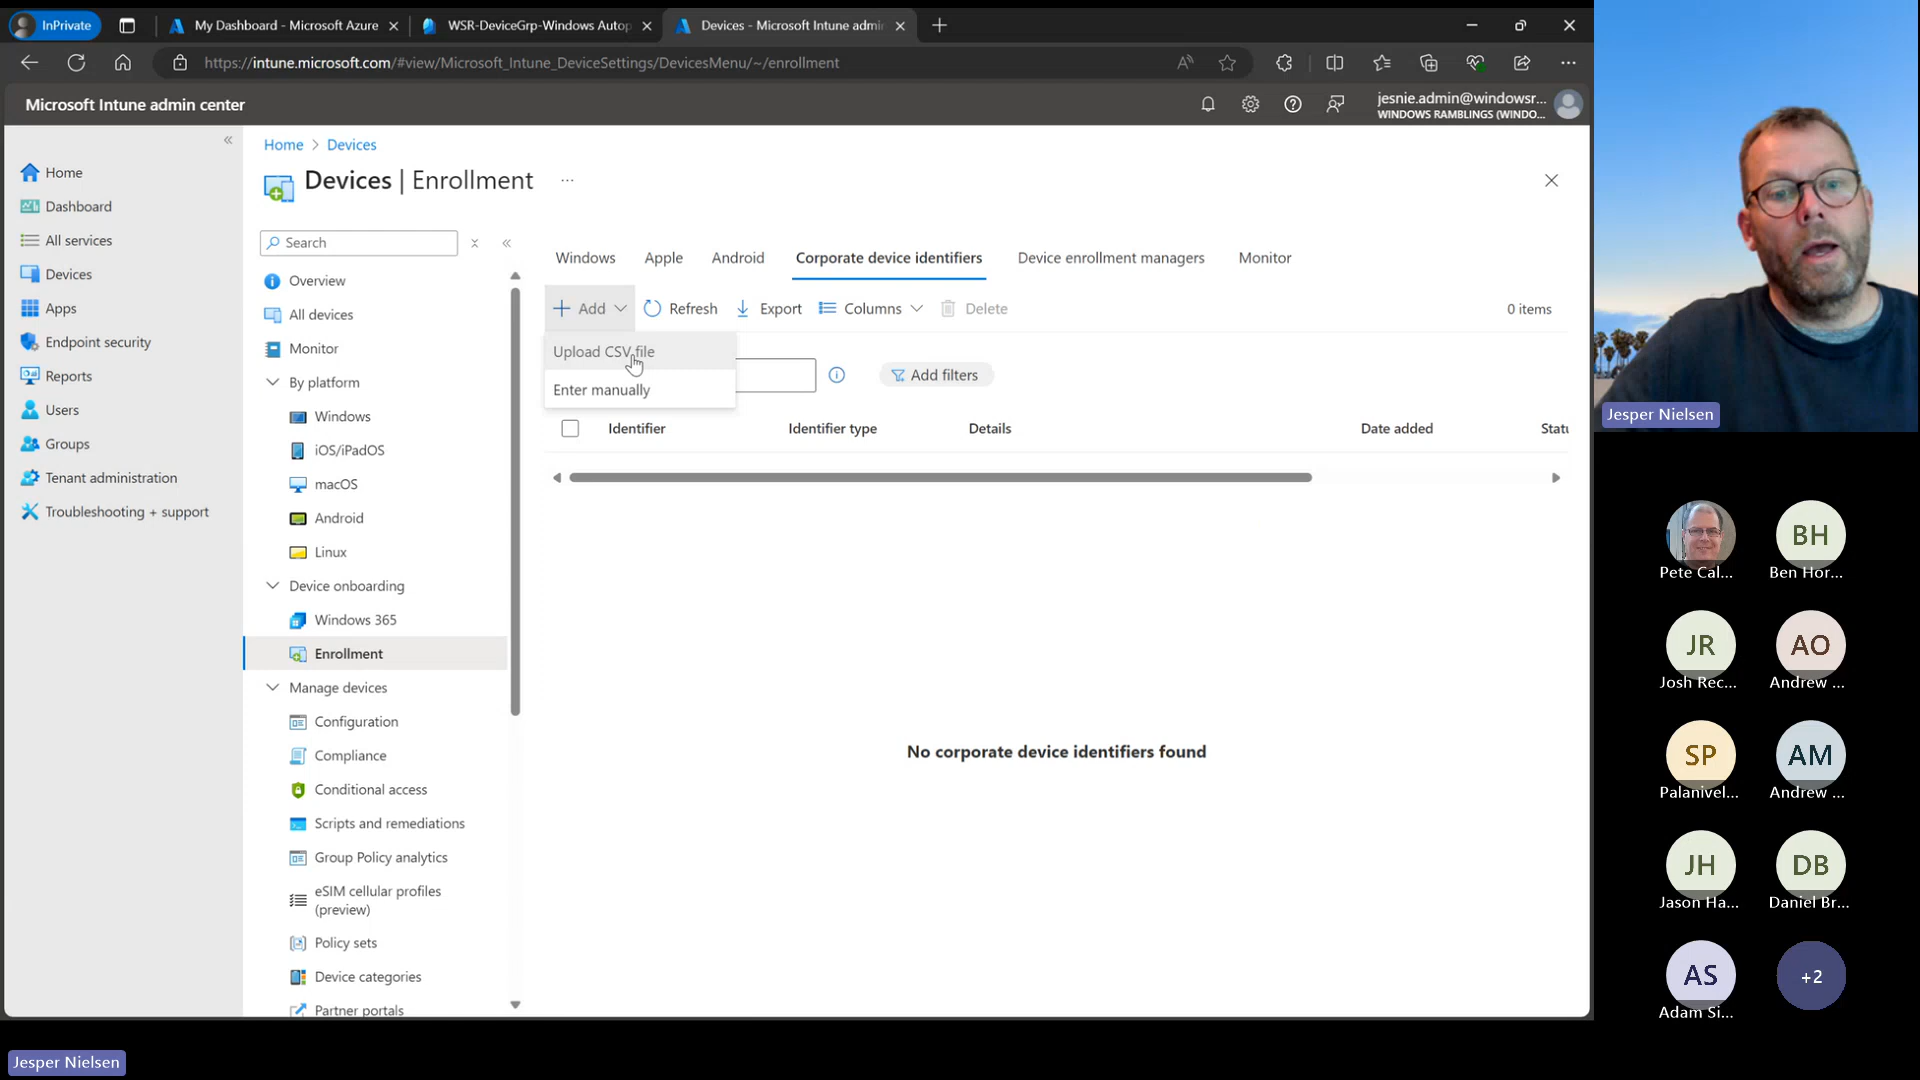 InPrivate
My Dashboard - Microsoft Azure
WSR-DeviceGrp-Windows Autop
Devices - Microsoft Intune admi
https://intune.microsoft.com/#view/Microsoft_Intune_DeviceSettings/DevicesMenu/~/enrollment
Microsoft Intune admin center
jesnie.admin@windowsr...
WINDOWS RAMBLINGS (WINDO...
Home
Dashboard
All services
Devices
Apps
Endpoint security
Reports
Users
Groups
Tenant administration
Troubleshooting + support
Home > Devices
Devices | Enrollment
...
Search
Overview
All devices
Monitor
By platform
Windows
iOS/iPadOS
macOS
Android
Linux
Device onboarding
Windows 365
Enrollment
Manage devices
Configuration
Compliance
Conditional access
Scripts and remediations
Group Policy analytics
eSIM cellular profiles
(preview)
Policy sets
Device categories
Partner portals
Windows Apple Android Corporate device identifiers Device enrollment managers Monitor
Add Refresh Export Columns Delete 0 items
Upload CSV file
Enter manually
Add filters
Identifier Identifier type Details Date added Statu
No corporate device identifiers found
Jesper Nielsen
Pete Cal...
BH
Ben Hor...
JR
Josh Rec...
AO
Andrew ...
SP
Palanivel...
AM
Andrew ...
JH
Jason Ha...
DB
Daniel Br...
AS
Adam Si...
+2
Jesper Nielsen